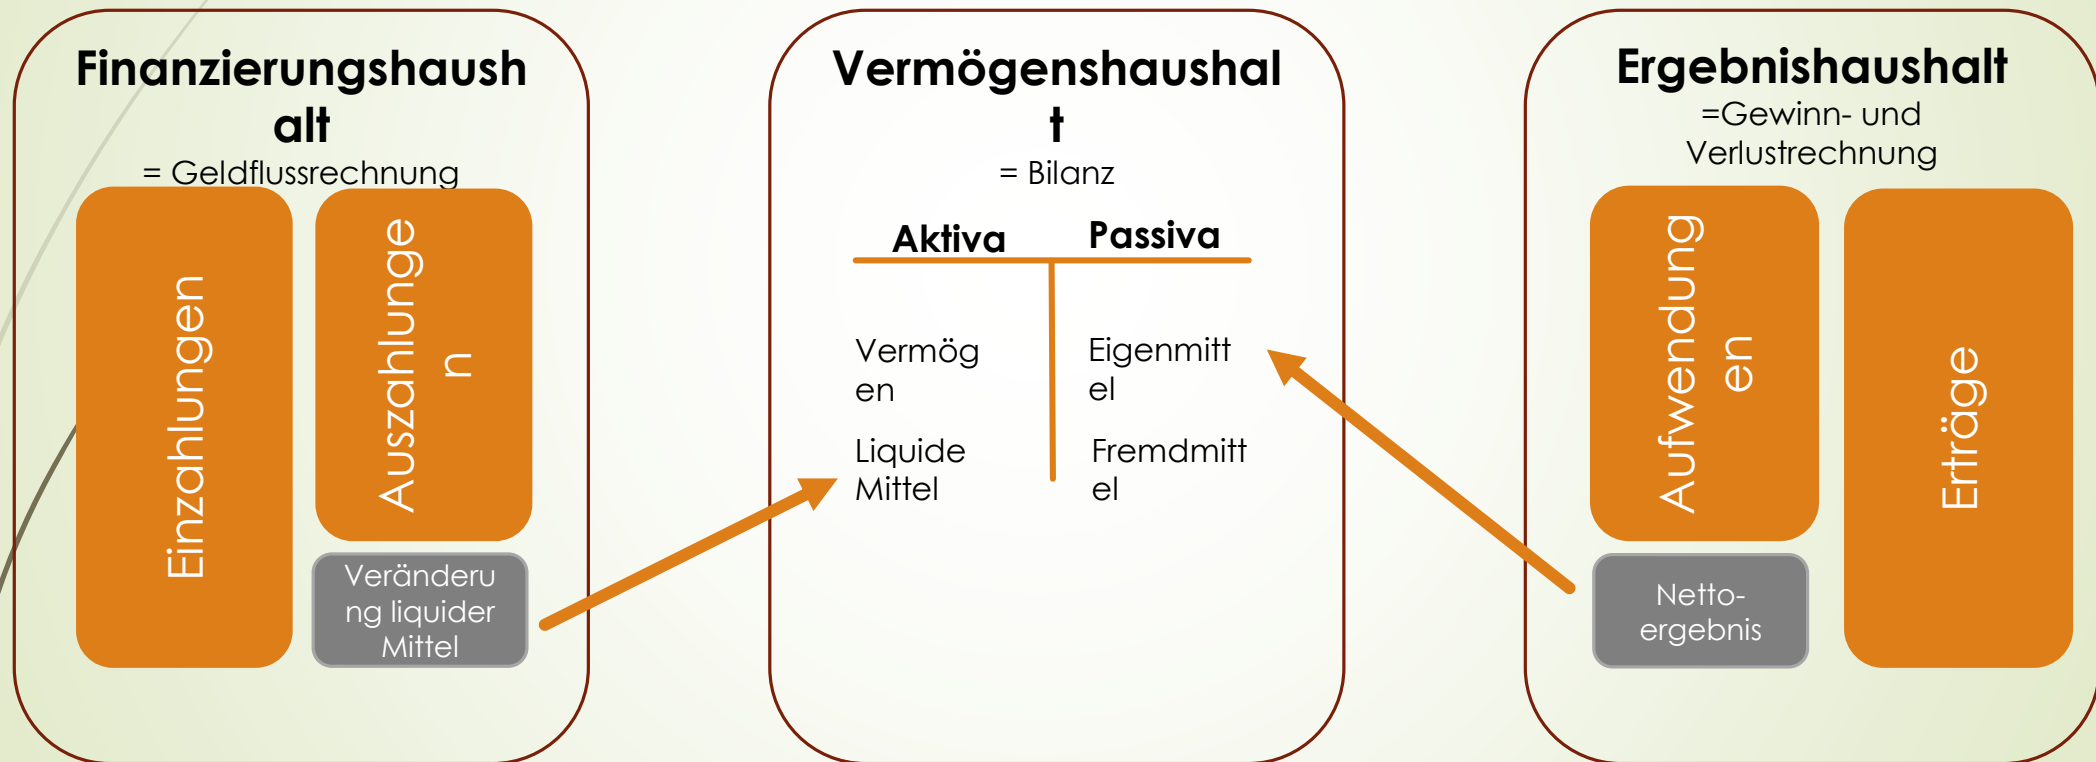 Finanzierungshaush
alt
= Geldflussrechnung
Einzahlungen
Auszahlunge
n
Veränderu
ng liquider
Mittel
Vermögenshaushal
t
= Bilanz
Aktiva
Passiva
Vermög
en
Eigenmitt
el
Liquide
Mittel
Fremdmitt
el
Ergebnishaushalt
=Gewinn- und
Verlustrechnung
Aufwendung
en
Netto-
ergebnis
Erträge